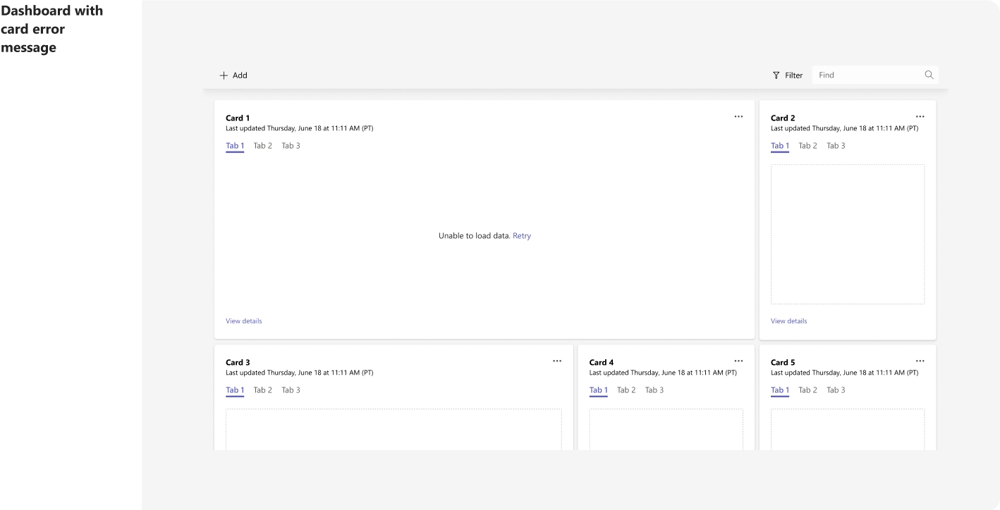 Dashboard with
card error
message
Add
Filter
Find
Card 1
Last updated Thursday, June 18 at 11:11 AM (PT)
Tab 1 Tab 2 Tab 3
Unable to load data. Retry
View details
Card 2
Last updated Thursday, June 18 at 11:11 AM (PT)
Tab 1 Tab 2 Tab 3
View details
Card 3
Last updated Thursday, June 18 at 11:11 AM (PT)
Tab 1 Tab 2 Tab 3
Card 4
Last updated Thursday, June 18 at 11:11 AM (PT)
Tab 1 Tab 2 Tab 3
Card 5
Last updated Thursday, June 18 at 11:11 AM (PT)
Tab 1 Tab 2 Tab 3